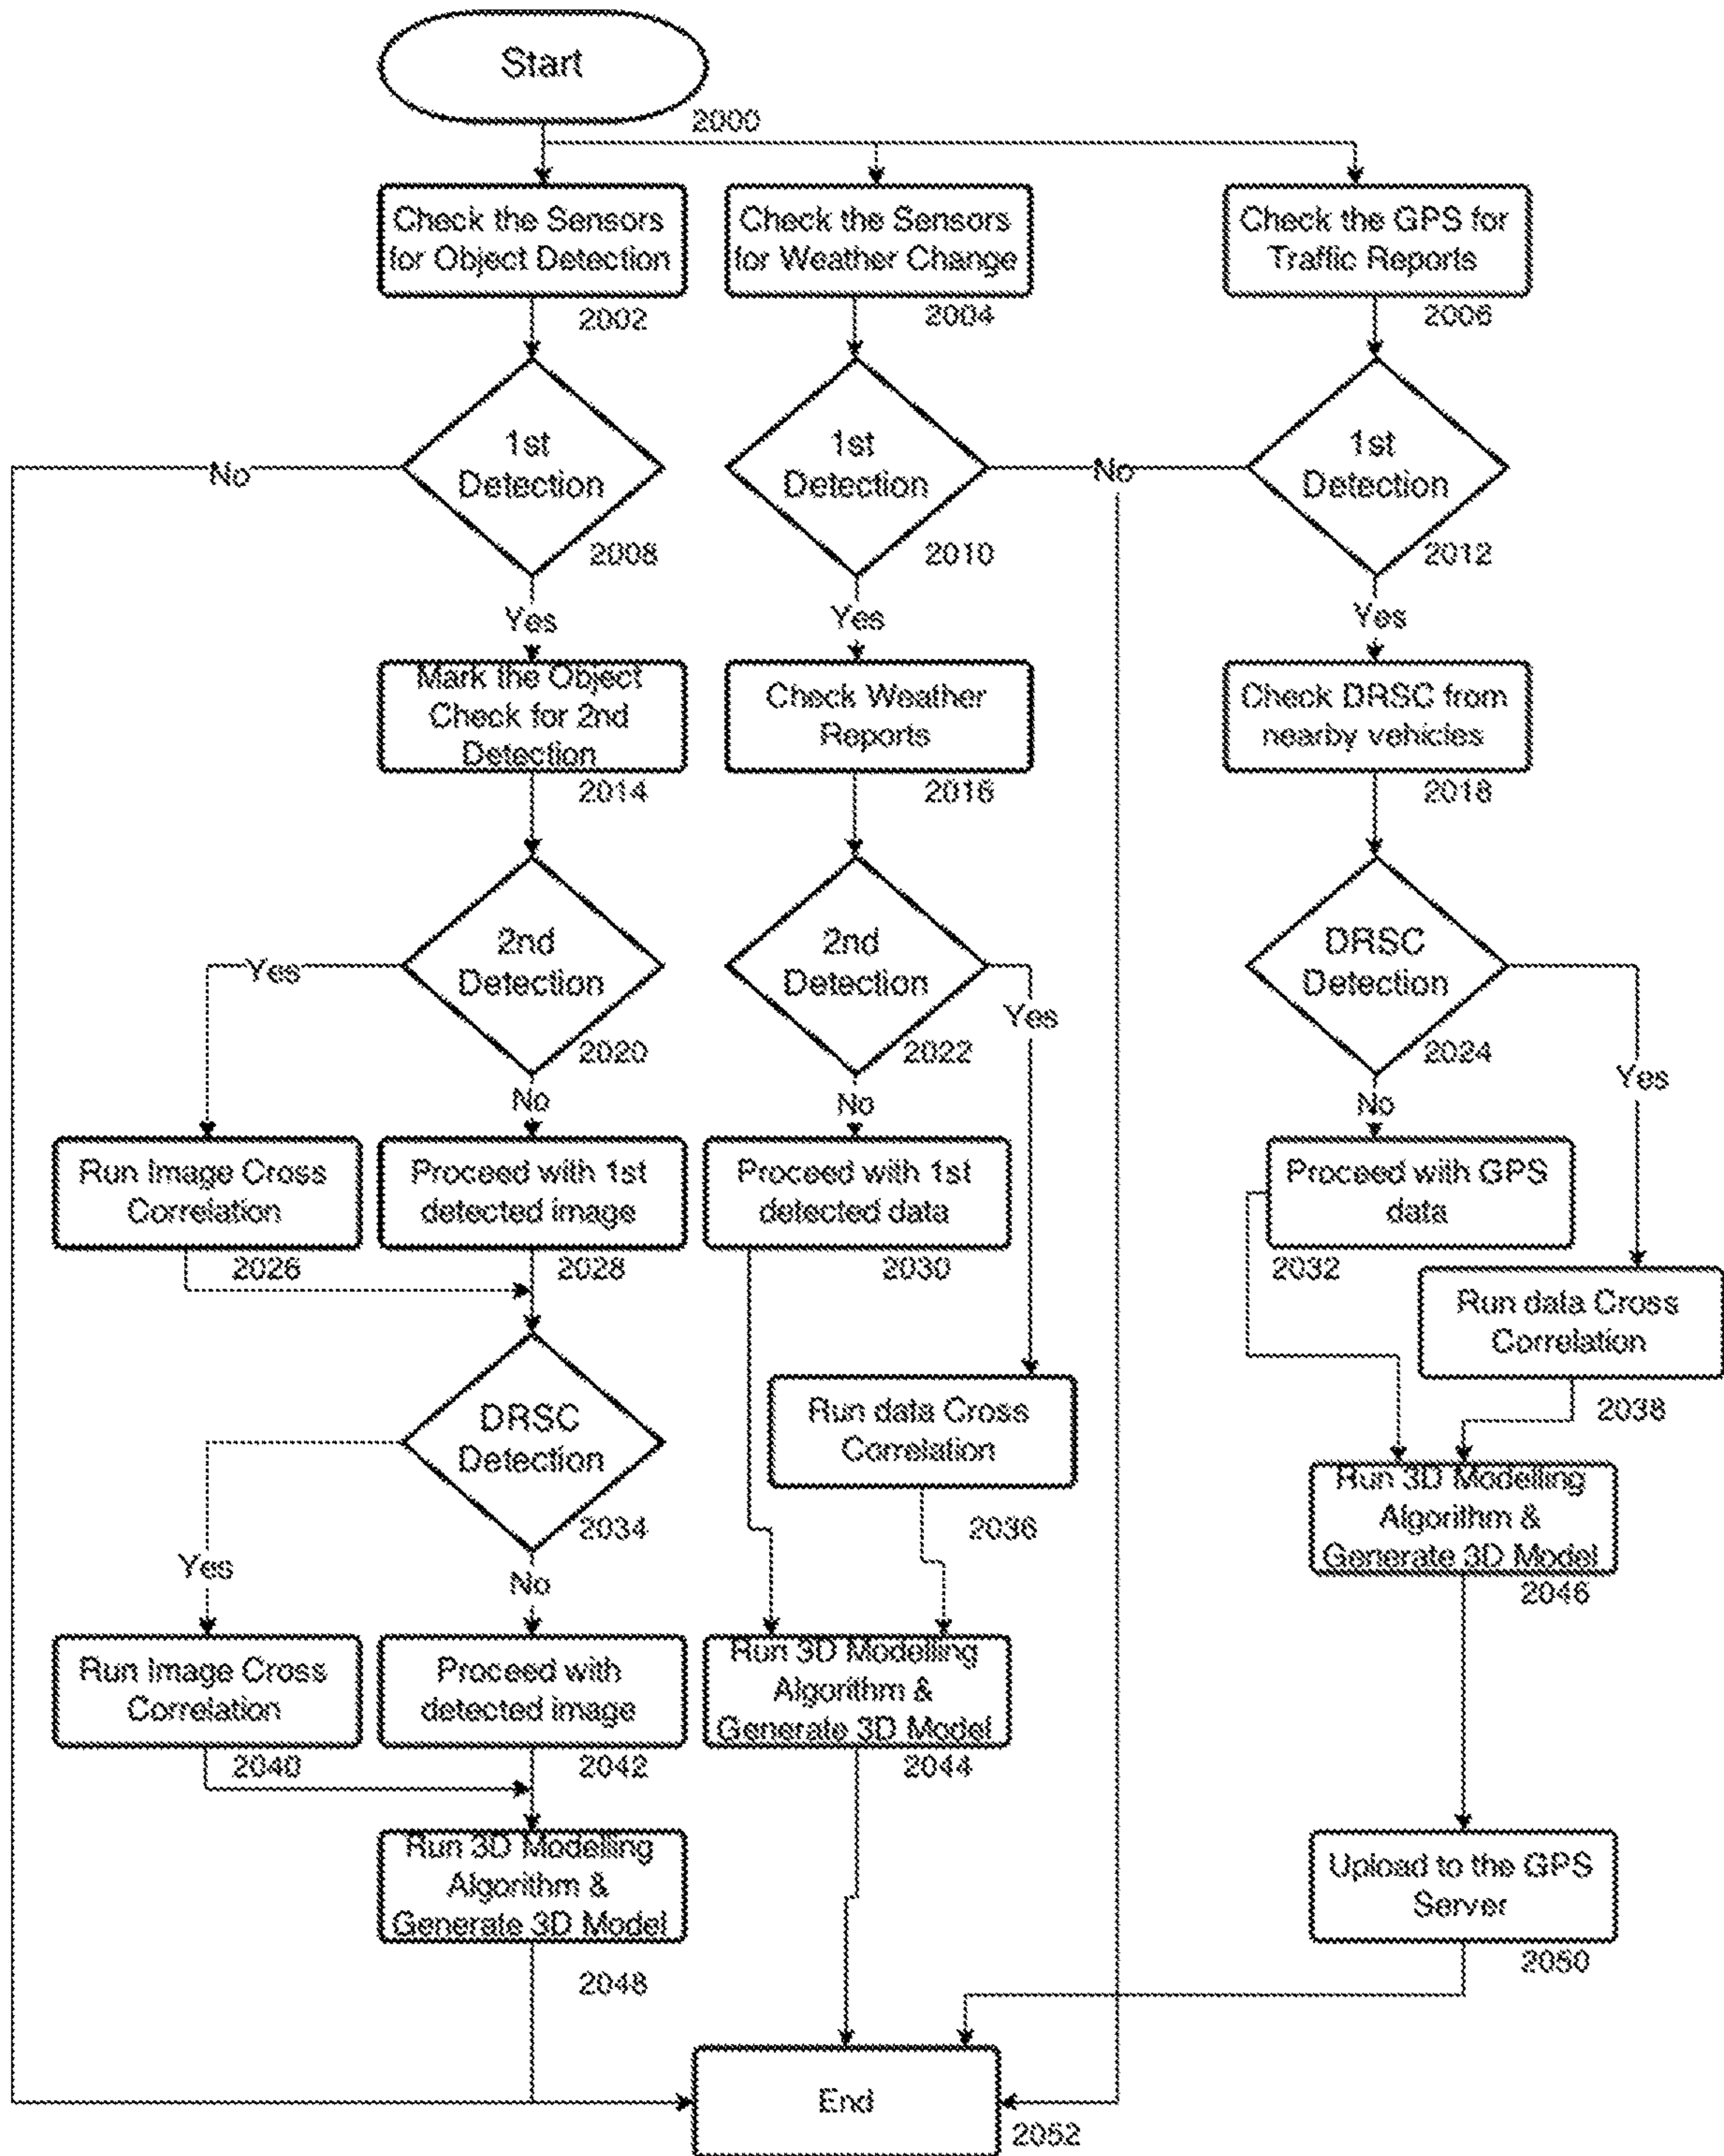 Start
2000
Check the Sensors
for Object Detection
2002
Check the Sensors
for Weather Change
2004
Check the GPS for
Traffic Reports
2006
1st
Detection
2008
No
1st
Detection
2010
No
1st
Detection
2012
Yes
Yes
Yes
Mark the Object
Check for 2nd
Detection
2014
Check Weather
Reports
2016
Check DRSC from
nearby vehicles
2018
2nd
Detection
2020
Yes
No
2nd
Detection
2022
Yes
No
DRSC
Detection
2024
Yes
No
Run Image Cross
Correlation
2026
Proceed with 1st
detected image
2028
Proceed with 1st
detected data
2030
Proceed with GPS
data
2032
Run data Cross
Correlation
2038
DRSC
Detection
2034
Yes
No
Run data Cross
Correlation
2036
Run 3D Modelling
Algorithm &
Generate 3D Model
2046
Run Image Cross
Correlation
2040
Proceed with
detected image
2042
Run 3D Modelling
Algorithm &
Generate 3D Model
2044
Run 3D Modelling
Algorithm &
Generate 3D Model
2048
Upload to the GPS
Server
2050
End
2052